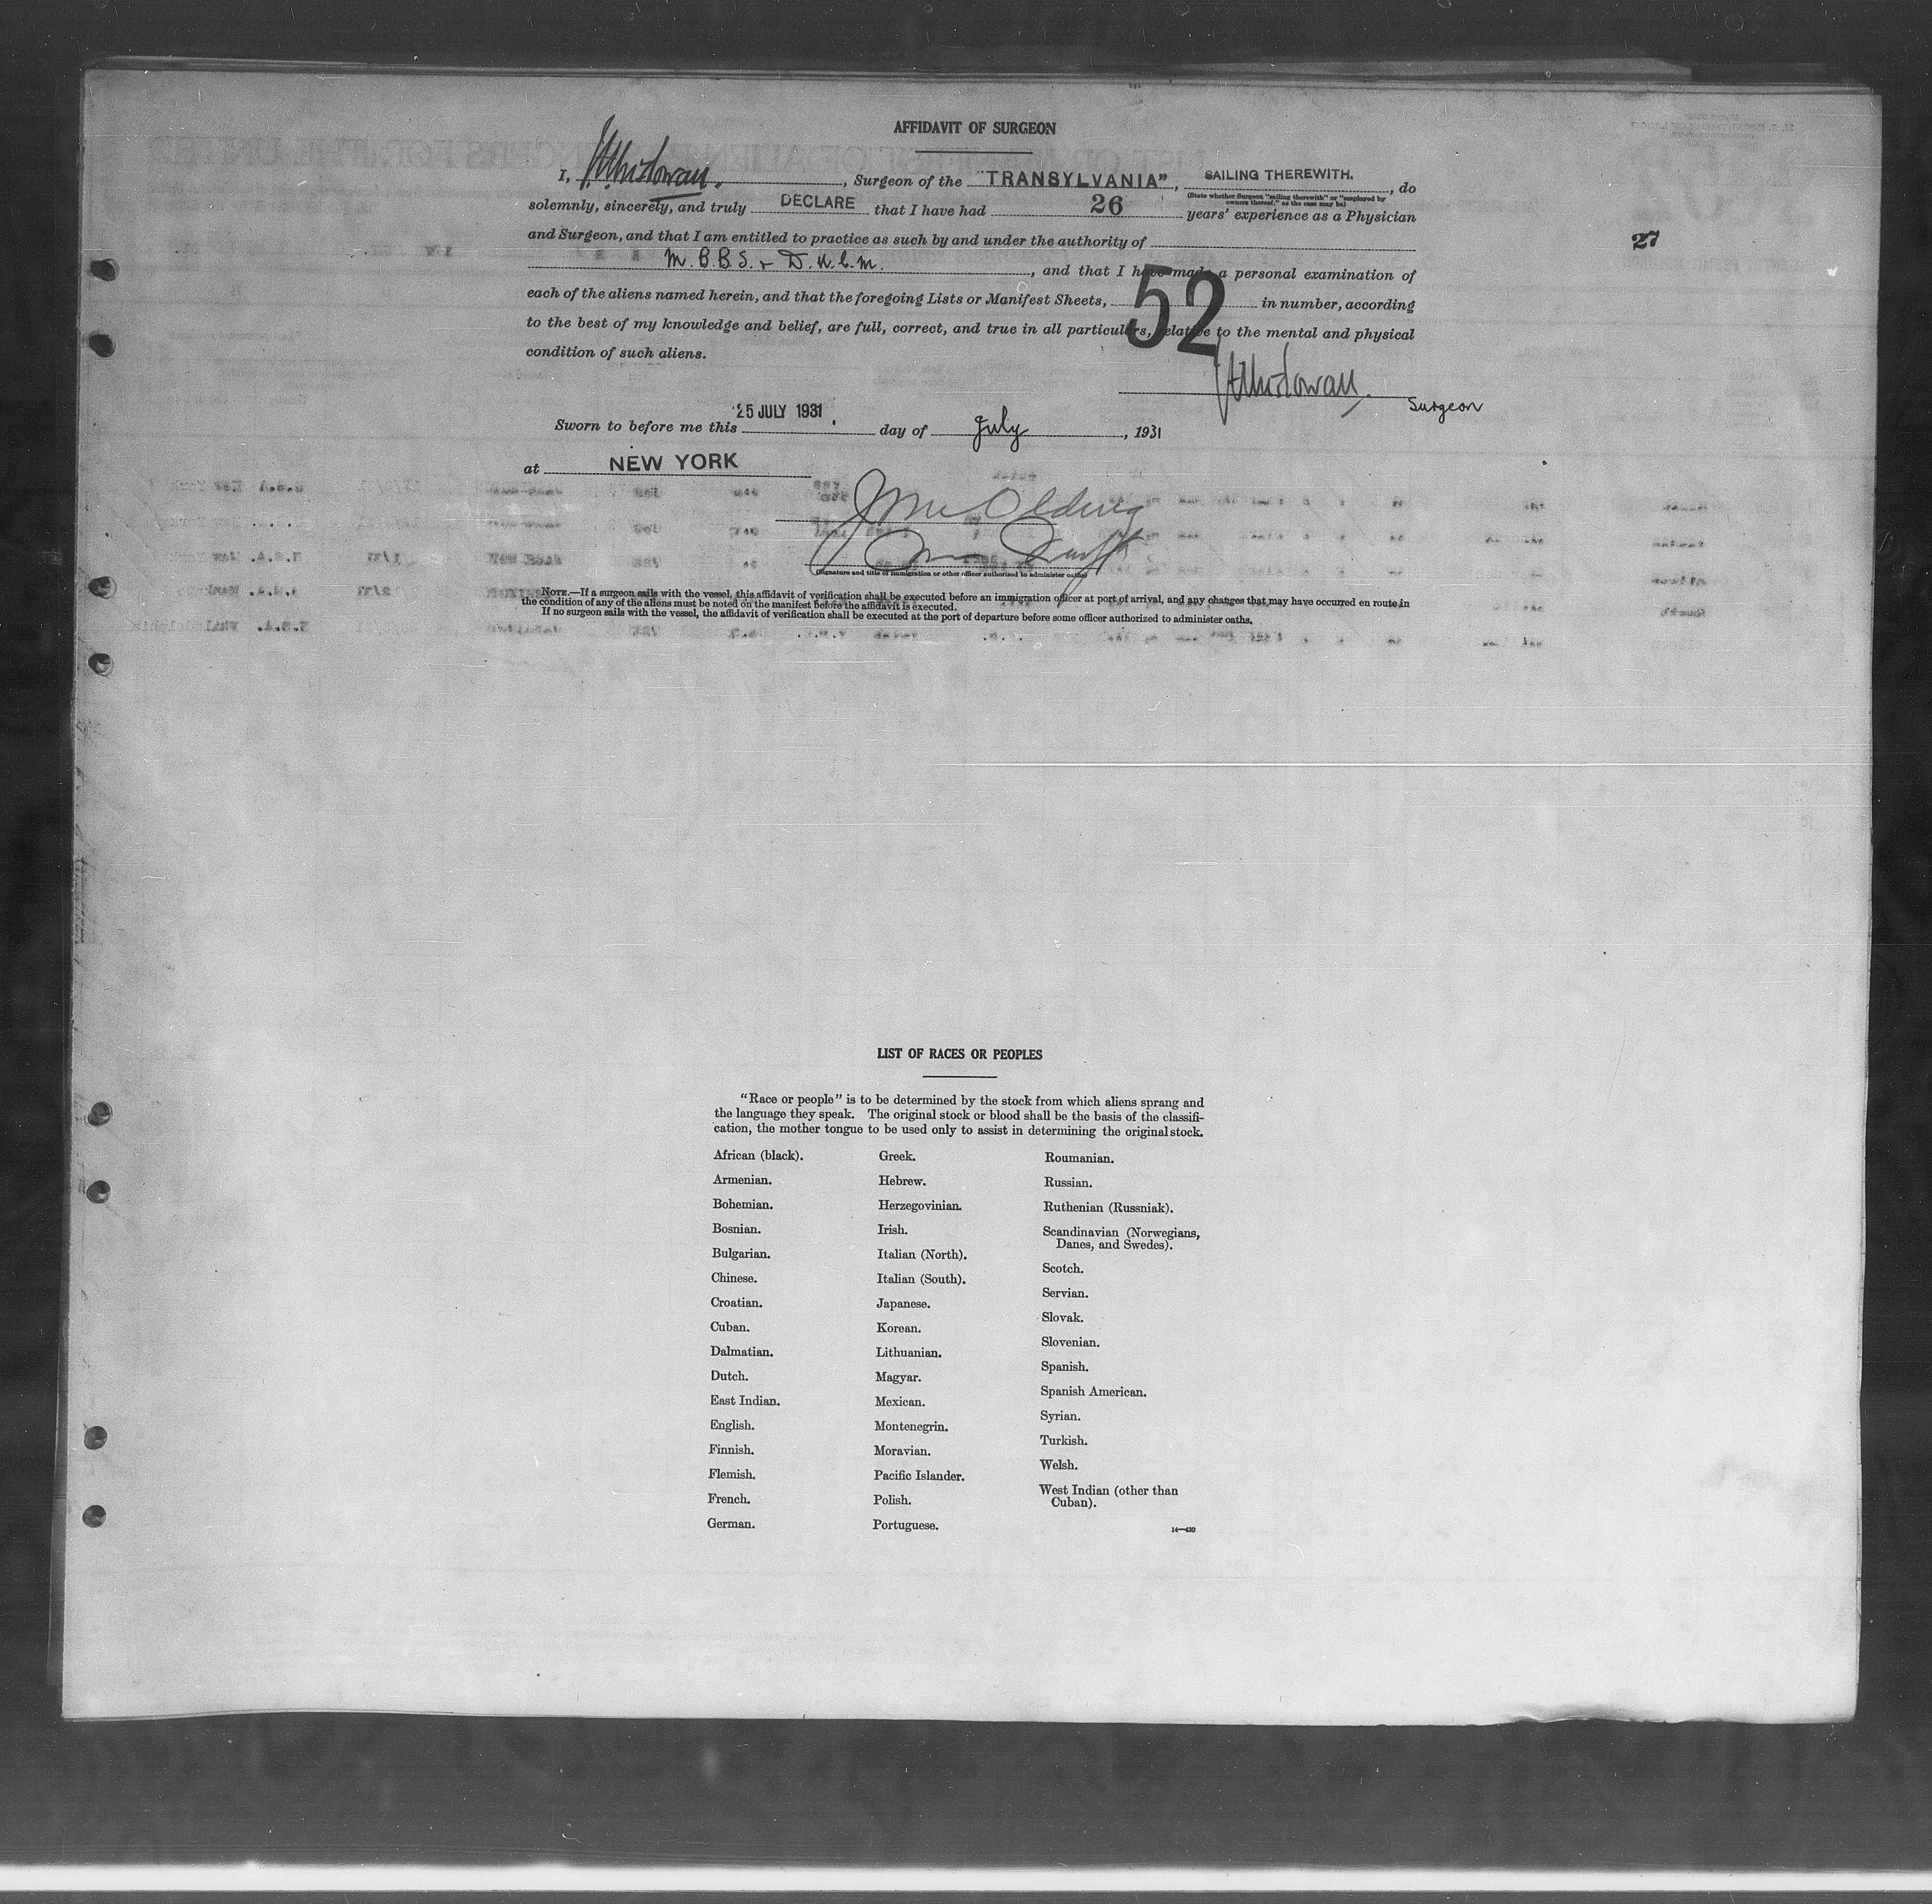 AFFIDAVIT OF SURGEON
I, , Surgeon of the "TRANSYLVANIA", SAILING THEREWITH. , do
(State whether Surgeon "sailing therewith" or "employed by
owners thereof," as the case may be)
solemnly, sincerely, and truly DECLARE that I have had 26 years' experience as a Physician
27
and Surgeon, and that I am entitled to practice as such by and under the authority of
M.B.B.S. , and that I have made a personal examination of
each of the aliens named herein, and that the foregoing Lists or Manifest Sheets, 52 in number, according
to the best of my knowledge and belief, are full, correct, and true in all particulars, relative to the mental and physical
condition of such aliens.
Surgeon
Sworn to before me this 25 JULY 1931. day of July, 1931
at NEW YORK
(Signature and title of immigration or other officer authorized to administer oaths)
NOTE.—If a surgeon sails with the vessel, this affidavit of verification shall be executed before an immigration officer at port of arrival, and any changes that may have occurred en route in
the condition of any of the aliens must be noted on the manifest before the affidavit is executed.
If no surgeon sails with the vessel, the affidavit of verification shall be executed at the port of departure before some officer authorized to administer oaths.
LIST OF RACES OR PEOPLES
"Race or people" is to be determined by the stock from which aliens sprang and
the language they speak. The original stock or blood shall be the basis of the classifi-
cation, the mother tongue to be used only to assist in determining the original stock.
African (black).
Armenian.
Bohemian.
Bosnian.
Bulgarian.
Chinese.
Croatian.
Cuban.
Dalmatian.
Dutch.
East Indian.
English.
Finnish.
Flemish.
French.
German.
Greek.
Hebrew.
Herzegovinian.
Irish.
Italian (North).
Italian (South).
Japanese.
Korean.
Lithuanian.
Magyar.
Mexican.
Montenegrin.
Moravian.
Pacific Islander.
Polish.
Portuguese.
Roumanian.
Russian.
Ruthenian (Russniak).
Scandinavian (Norwegians,
Danes, and Swedes).
Scotch.
Servian.
Slovak.
Slovenian.
Spanish.
Spanish American.
Syrian.
Turkish.
Welsh.
West Indian (other than
Cuban).
14—430